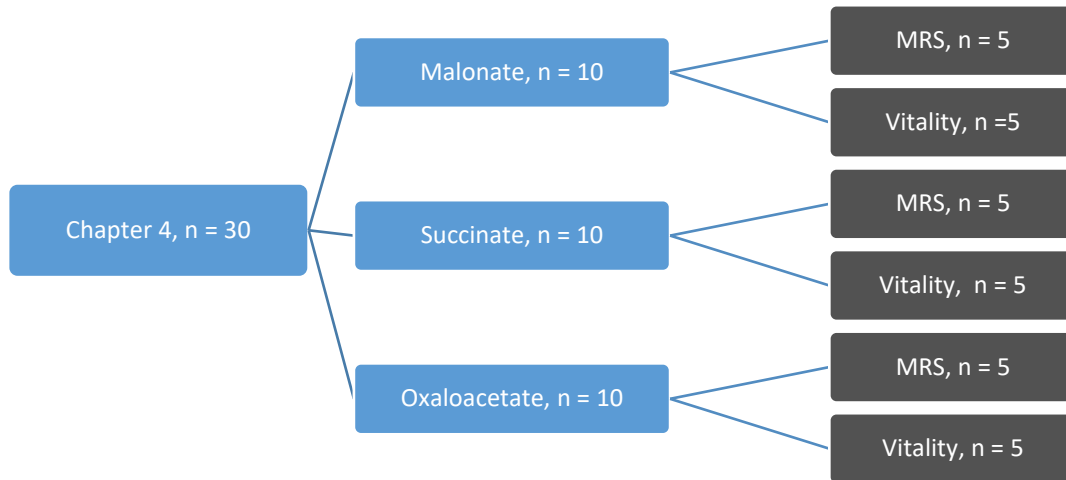 Chapter 4, n = 30
Malonate, n = 10
MRS, n = 5
Vitality, n =5
Succinate, n = 10
MRS, n = 5
Vitality,  n = 5
Oxaloacetate, n = 10
MRS, n = 5
Vitality, n = 5